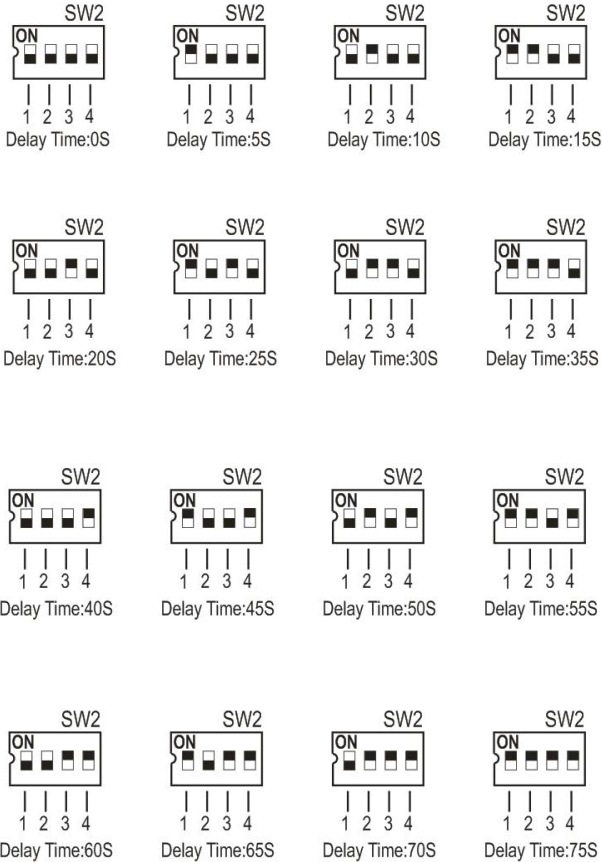 SW2 SW2 SW2 SW2
ON ON ON ON
1 2 3 4 1 2 3 4 1 2 3 4 1 2 3 4
Delay Time:0S Delay Time:5S Delay Time:10S Delay Time:15S
SW2 SW2 SW2 SW2
ON ON ON ON
1 2 3 4 1 2 3 4 1 2 3 4 1 2 3 4
Delay Time:20S Delay Time:25S Delay Time:30S Delay Time:35S
SW2 SW2 SW2 SW2
ON ON ON ON
1 2 3 4 1 2 3 4 1 2 3 4 1 2 3 4
Delay Time:40S Delay Time:45S Delay Time:50S Delay Time:55S
SW2 SW2 SW2 SW2
ON ON ON ON
1 2 3 4 1 2 3 4 1 2 3 4 1 2 3 4
Delay Time:60S Delay Time:65S Delay Time:70S Delay Time:75S